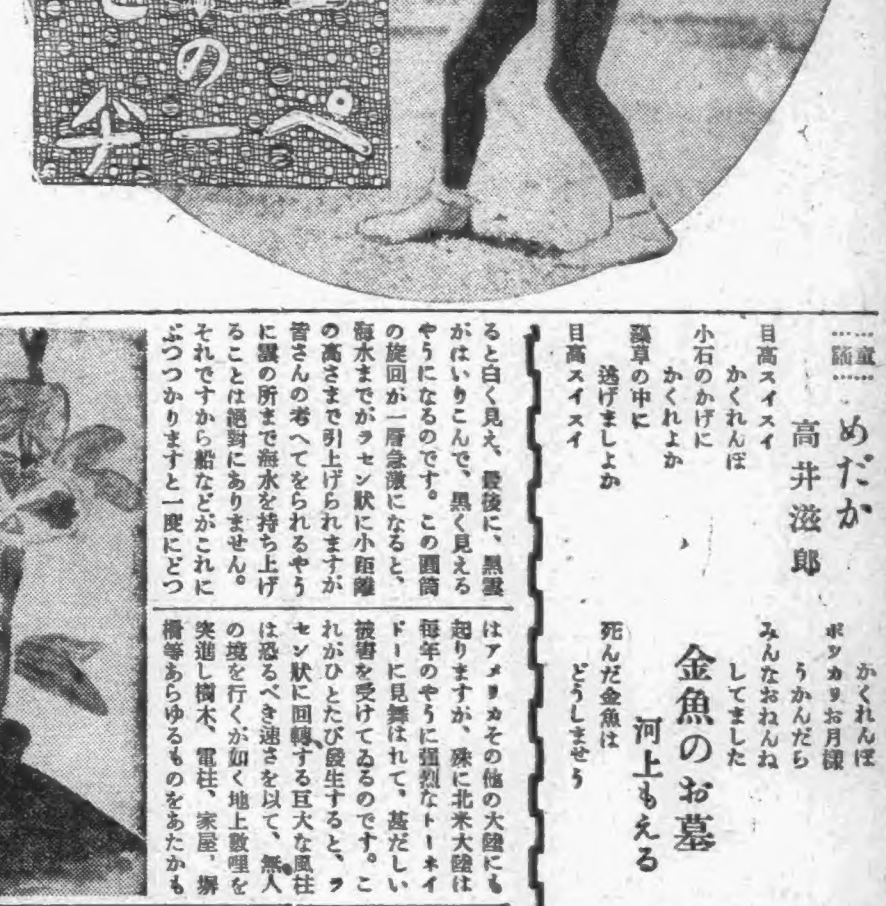 の
ペーヂ
童
謠
めだか
高井滋郎
目高スイスイ
かくれんぼ
小石のかげに
かくれよか
藻草の中に
逃げましよか
目高スイスイ
かくれんぼ
ポツカリお月樣
うかんだら
みんなおねんね
してました
金魚のお墓
河上もえる
死んだ金魚は
どうしませう
ると白く見え、最後に、黑雲
がはいりこんで、黑く見える
やうになるのです。この圓筒
の旋回が一層急激になると、
海水までがラセン狀に小距離
の高さまで引上げられますが
皆さんの考へてをられるやう
に雲の所まで海水を持ち上げ
ることは絕對にありません。
それですから船などがこれに
ぶつつかりますと一度にどつ
はアメリカその他の大陸にも
起りますが、殊に北米大陸は
每年のやうに强烈なトーネイ
ドーに見舞はれて、甚だしい
被害を受けてゐるのです。こ
れがひとたび發生すると、ラ
セン狀に回轉する巨大な風柱
は恐るべき速さを以て、無人
の境を行くが如く地上數哩を
突進し樹木、電柱、家屋、塀
橋等あらゆるものをあたかも